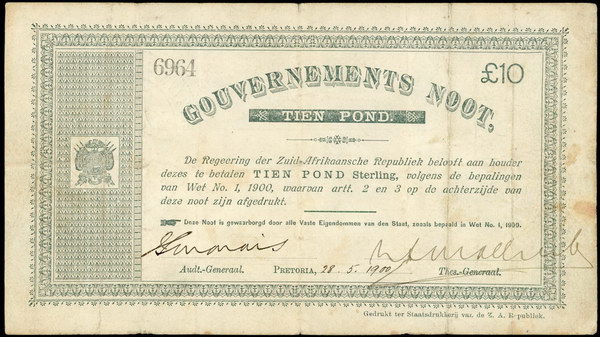 6964
£10
GOUVERNEMENTS NOOT,
TIEN POND.
De Regeering der Zuid-Afrikaansche Republiek belooft aan houder
dezes te betalen TIEN POND Sterling, volgens de bepalingen
van Wet No. 1, 1900, waarvan artt. 2 en 3 op de achterzijde van
deze noot zijn afgedrukt.
Deze Noot is gewaarborgd door alle Vaste Eigendommen van den Staat, zooals bepaald in Wet No. 1, 1900.
Audt.-Generaal. PRETORIA, 28. 5. 1900 Thes.-Generaal.
Gedrukt ter Staatsdrukkerij van de Z. A. R-publiek.